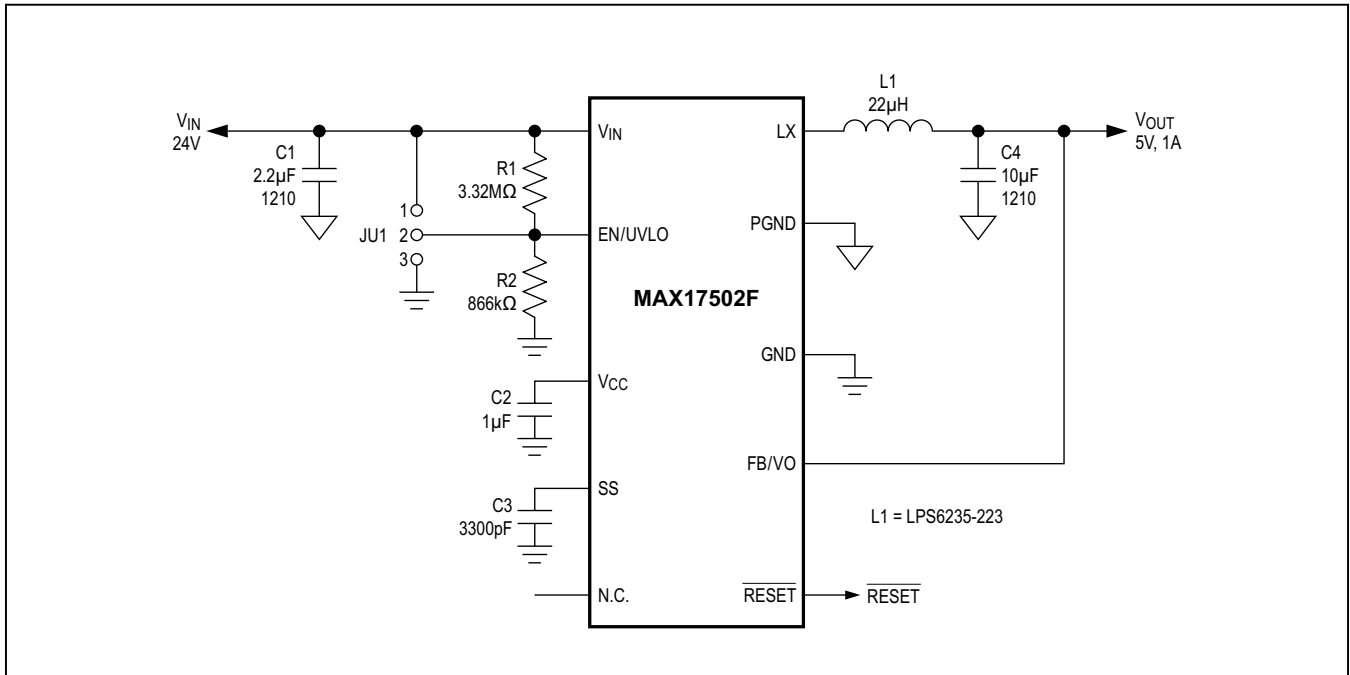 VIN
24V
C1
2.2µF
1210
JU1
1
2
3
R1
3.32MΩ
R2
866kΩ
C2
1µF
C3
3300pF
VIN
EN/UVLO
VCC
SS
N.C.
MAX17502F
LX
PGND
GND
FB/VO
RESET
L1
22µH
C4
10µF
1210
VOUT
5V, 1A
L1 = LPS6235-223
RESET